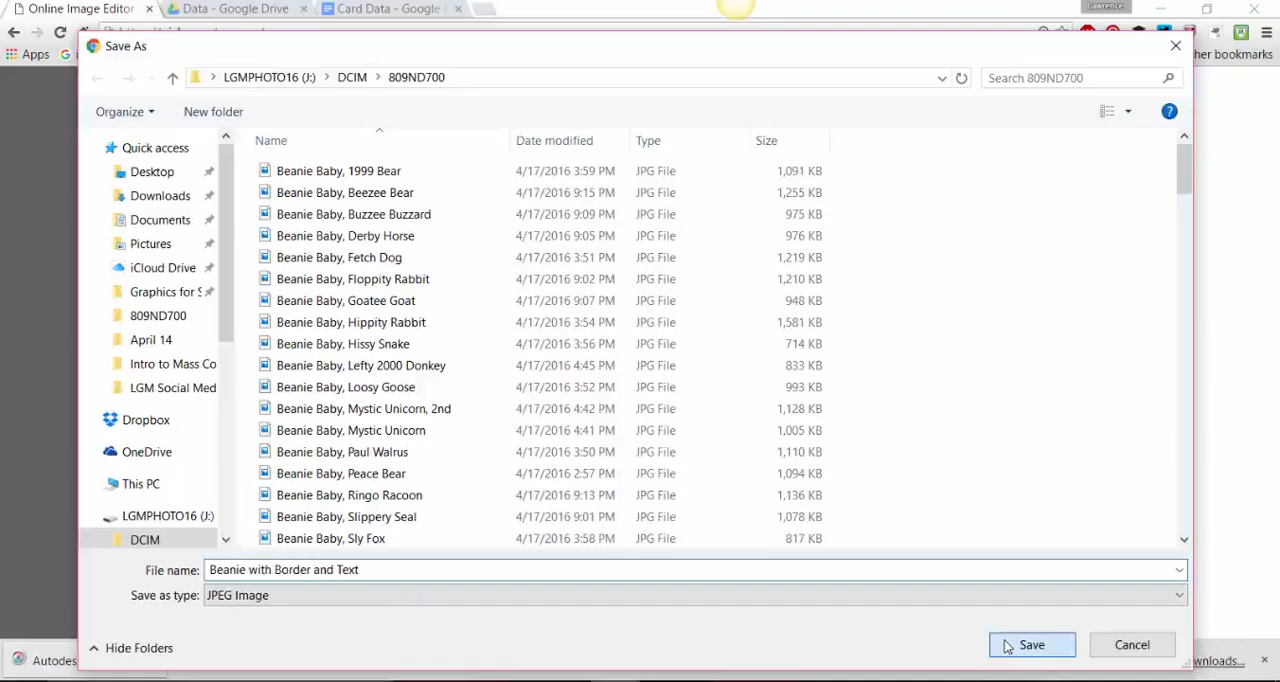 Online Image Editor × Data - Google Drive × Card Data - Google × Lawrence
Apps
her bookmarks
Save As
LGMPHOTO16 (J:) > DCIM > 809ND700
Search 809ND700
Organize New folder
Name Date modified Type Size
Quick access
Desktop
Downloads
Documents
Pictures
iCloud Drive
Graphics for S
809ND700
April 14
Intro to Mass Co
LGM Social Med
Dropbox
OneDrive
This PC
LGMPHOTO16 (J:)
DCIM
Beanie Baby, 1999 Bear 4/17/2016 3:59 PM JPG File 1,091 KB
Beanie Baby, Beezee Bear 4/17/2016 9:15 PM JPG File 1,255 KB
Beanie Baby, Buzzee Buzzard 4/17/2016 9:09 PM JPG File 975 KB
Beanie Baby, Derby Horse 4/17/2016 9:05 PM JPG File 976 KB
Beanie Baby, Fetch Dog 4/17/2016 3:51 PM JPG File 1,219 KB
Beanie Baby, Floppity Rabbit 4/17/2016 9:02 PM JPG File 1,210 KB
Beanie Baby, Goatee Goat 4/17/2016 9:07 PM JPG File 948 KB
Beanie Baby, Hippity Rabbit 4/17/2016 3:54 PM JPG File 1,581 KB
Beanie Baby, Hissy Snake 4/17/2016 3:56 PM JPG File 714 KB
Beanie Baby, Lefty 2000 Donkey 4/17/2016 4:45 PM JPG File 833 KB
Beanie Baby, Loosy Goose 4/17/2016 3:52 PM JPG File 993 KB
Beanie Baby, Mystic Unicorn, 2nd 4/17/2016 4:42 PM JPG File 1,128 KB
Beanie Baby, Mystic Unicorn 4/17/2016 4:41 PM JPG File 1,005 KB
Beanie Baby, Paul Walrus 4/17/2016 3:50 PM JPG File 1,110 KB
Beanie Baby, Peace Bear 4/17/2016 2:57 PM JPG File 1,094 KB
Beanie Baby, Ringo Racoon 4/17/2016 9:13 PM JPG File 1,136 KB
Beanie Baby, Slippery Seal 4/17/2016 9:01 PM JPG File 1,078 KB
Beanie Baby, Sly Fox 4/17/2016 3:58 PM JPG File 817 KB
File name: Beanie with Border and Text
Save as type: JPEG Image
Hide Folders Save Cancel
Autodes wnloads... ×